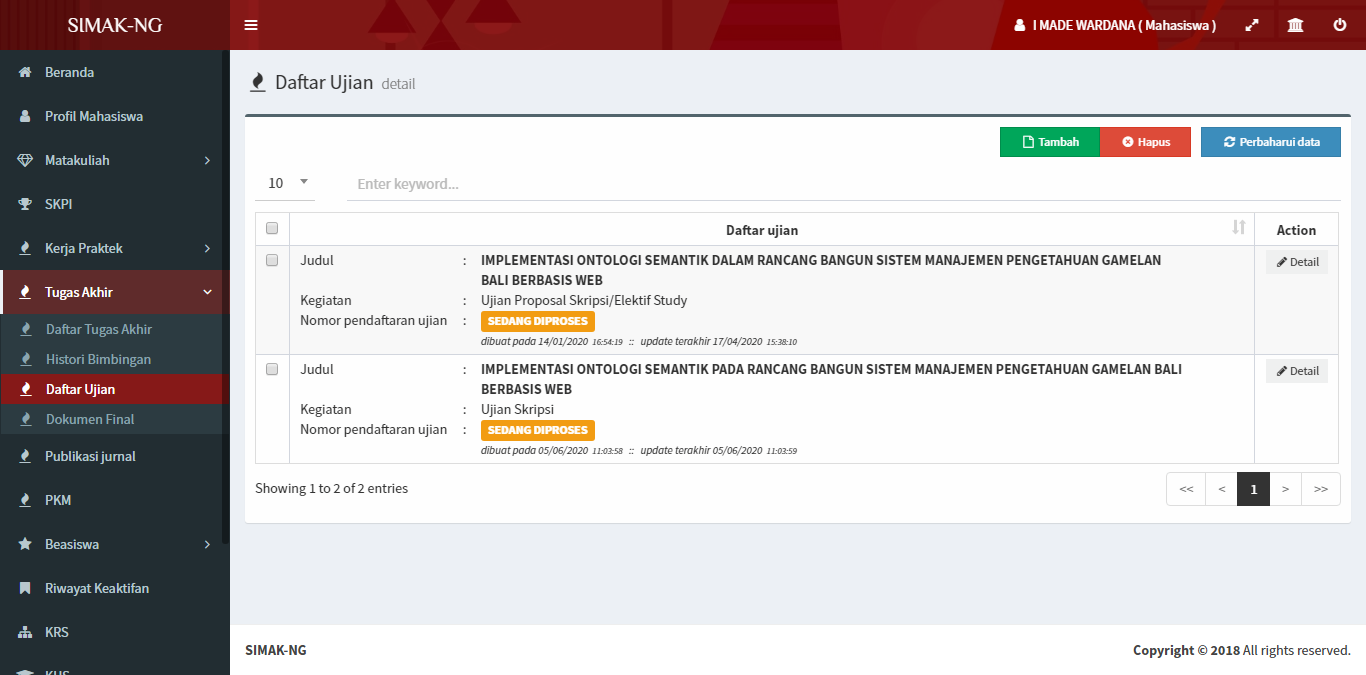 SIMAK-NG
I MADE WARDANA ( Mahasiswa )
Beranda
Profil Mahasiswa
Matakuliah
SKPI
Kerja Praktek
Tugas Akhir
Daftar Tugas Akhir
Histori Bimbingan
Daftar Ujian
Dokumen Final
Publikasi jurnal
PKM
Beasiswa
Riwayat Keaktifan
KRS
KHS
Daftar Ujian detail
Tambah Hapus Perbaharui data
10 Enter keyword...
Daftar ujian Action
Judul : IMPLEMENTASI ONTOLOGI SEMANTIK DALAM RANCANG BANGUN SISTEM MANAJEMEN PENGETAHUAN GAMELAN Detail
BALI BERBASIS WEB
Kegiatan : Ujian Proposal Skripsi/Elektif Study
Nomor pendaftaran ujian : SEDANG DIPROSES
dibuat pada 14/01/2020 16:54:19 :: update terakhir 17/04/2020 15:38:10
Judul : IMPLEMENTASI ONTOLOGI SEMANTIK PADA RANCANG BANGUN SISTEM MANAJEMEN PENGETAHUAN GAMELAN BALI Detail
BERBASIS WEB
Kegiatan : Ujian Skripsi
Nomor pendaftaran ujian : SEDANG DIPROSES
dibuat pada 05/06/2020 11:03:58 :: update terakhir 05/06/2020 11:03:59
Showing 1 to 2 of 2 entries
<< < 1 > >>
SIMAK-NG
Copyright © 2018 All rights reserved.